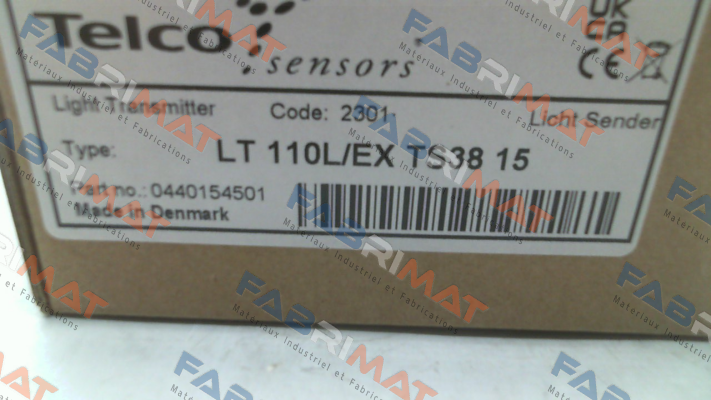 UK
CA
Telco
sensors
CE
Light Transmitter Code: 2301 Licht Sender
Type: LT 110L/EX TS38 15
Part no.: 0440154501
Made in Denmark
FABRIMAT
Materiaux Industriel et Fabrications